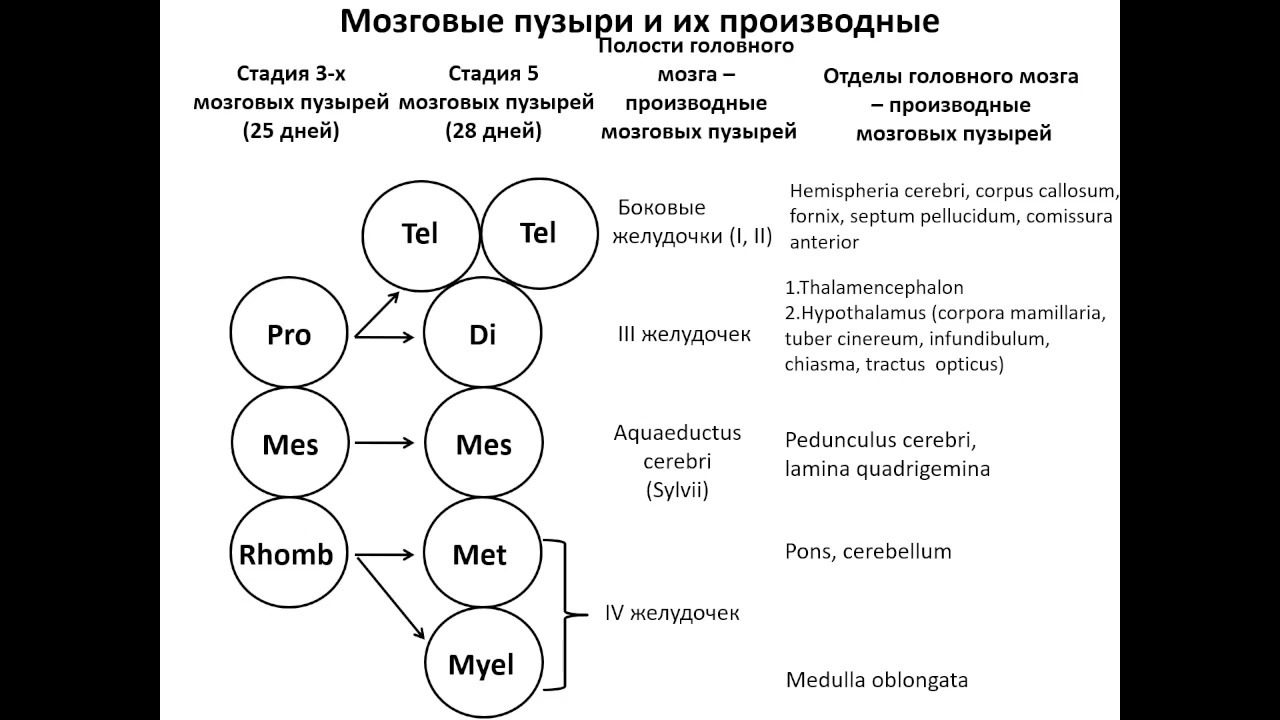 Мозговые пузыри и их производные
Стадия 3-х
мозговых пузырей
(25 дней)
Стадия 5
мозговых пузырей
(28 дней)
Полости головного
мозга –
производные
мозговых пузырей
Отделы головного мозга
– производные
мозговых пузырей
Tel
Tel
Боковые
желудочки (I, II)
Hemispheria cerebri, corpus callosum,
fornix, septum pellucidum, comissura
anterior
Pro
Di
III желудочек
1.Thalamencephalon
2.Hypothalamus (corpora mamillaria,
tuber cinereum, infundibulum,
chiasma, tractus opticus)
Mes
Mes
Aquaeductus
cerebri
(Sylvii)
Pedunculus cerebri,
lamina quadrigemina
Rhomb
Met
Pons, cerebellum
IV желудочек
Myel
Medulla oblongata